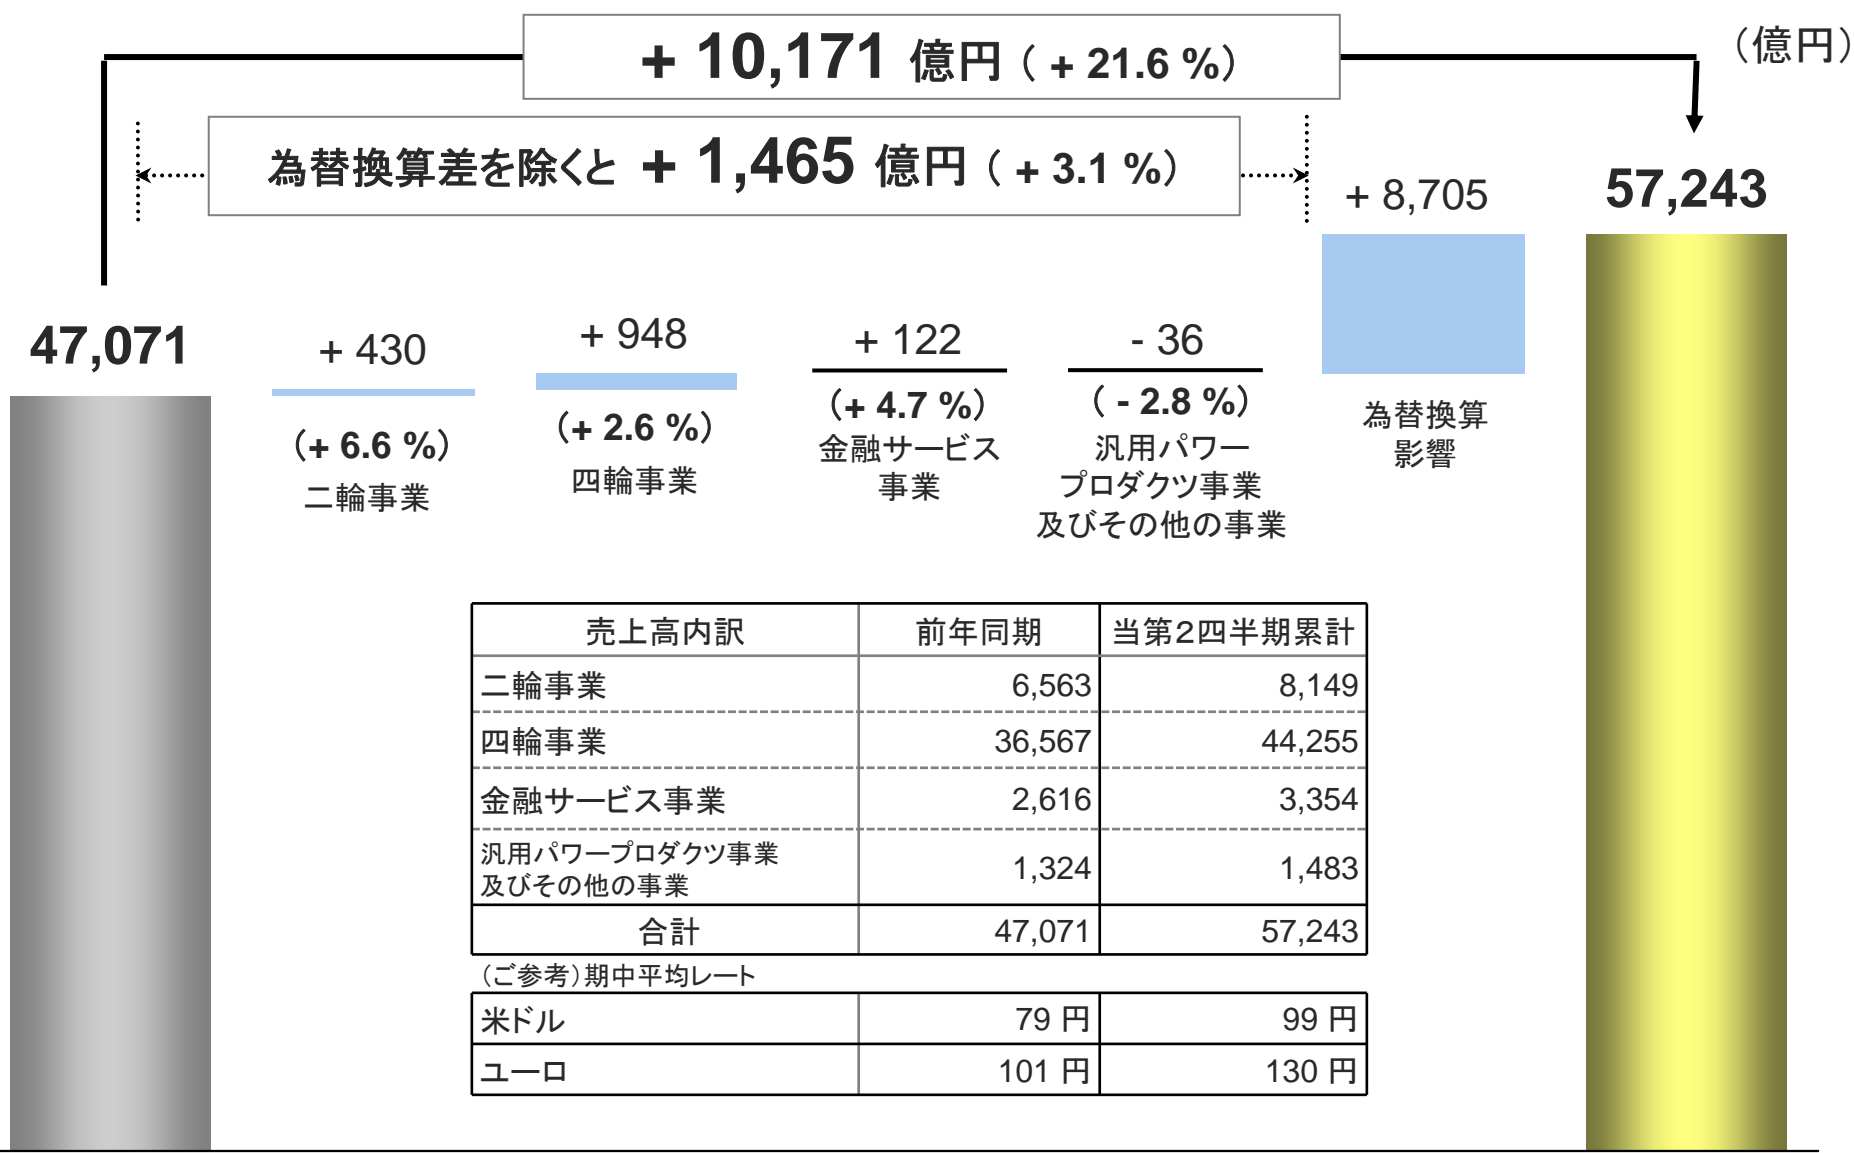 + 10,171 億円（ + 21.6 %）
（億円）
為替換算差を除くと + 1,465 億円（ + 3.1 %）
47,071
+ 430
(+ 6.6 %)
二輪事業
+ 948
(+ 2.6 %)
四輪事業
+ 122
(+ 4.7 %)
金融サービス
事業
- 36
( - 2.8 %)
汎用パワー
プロダクツ事業
及びその他の事業
+ 8,705
為替換算
影響
57,243
売上高内訳 前年同期 当第２四半期累計
二輪事業 6,563 8,149
四輪事業 36,567 44,255
金融サービス事業 2,616 3,354
汎用パワープロダクツ事業
及びその他の事業 1,324 1,483
合計 47,071 57,243
（ご参考）期中平均レート
米ドル 79 円 99 円
ユーロ 101 円 130 円